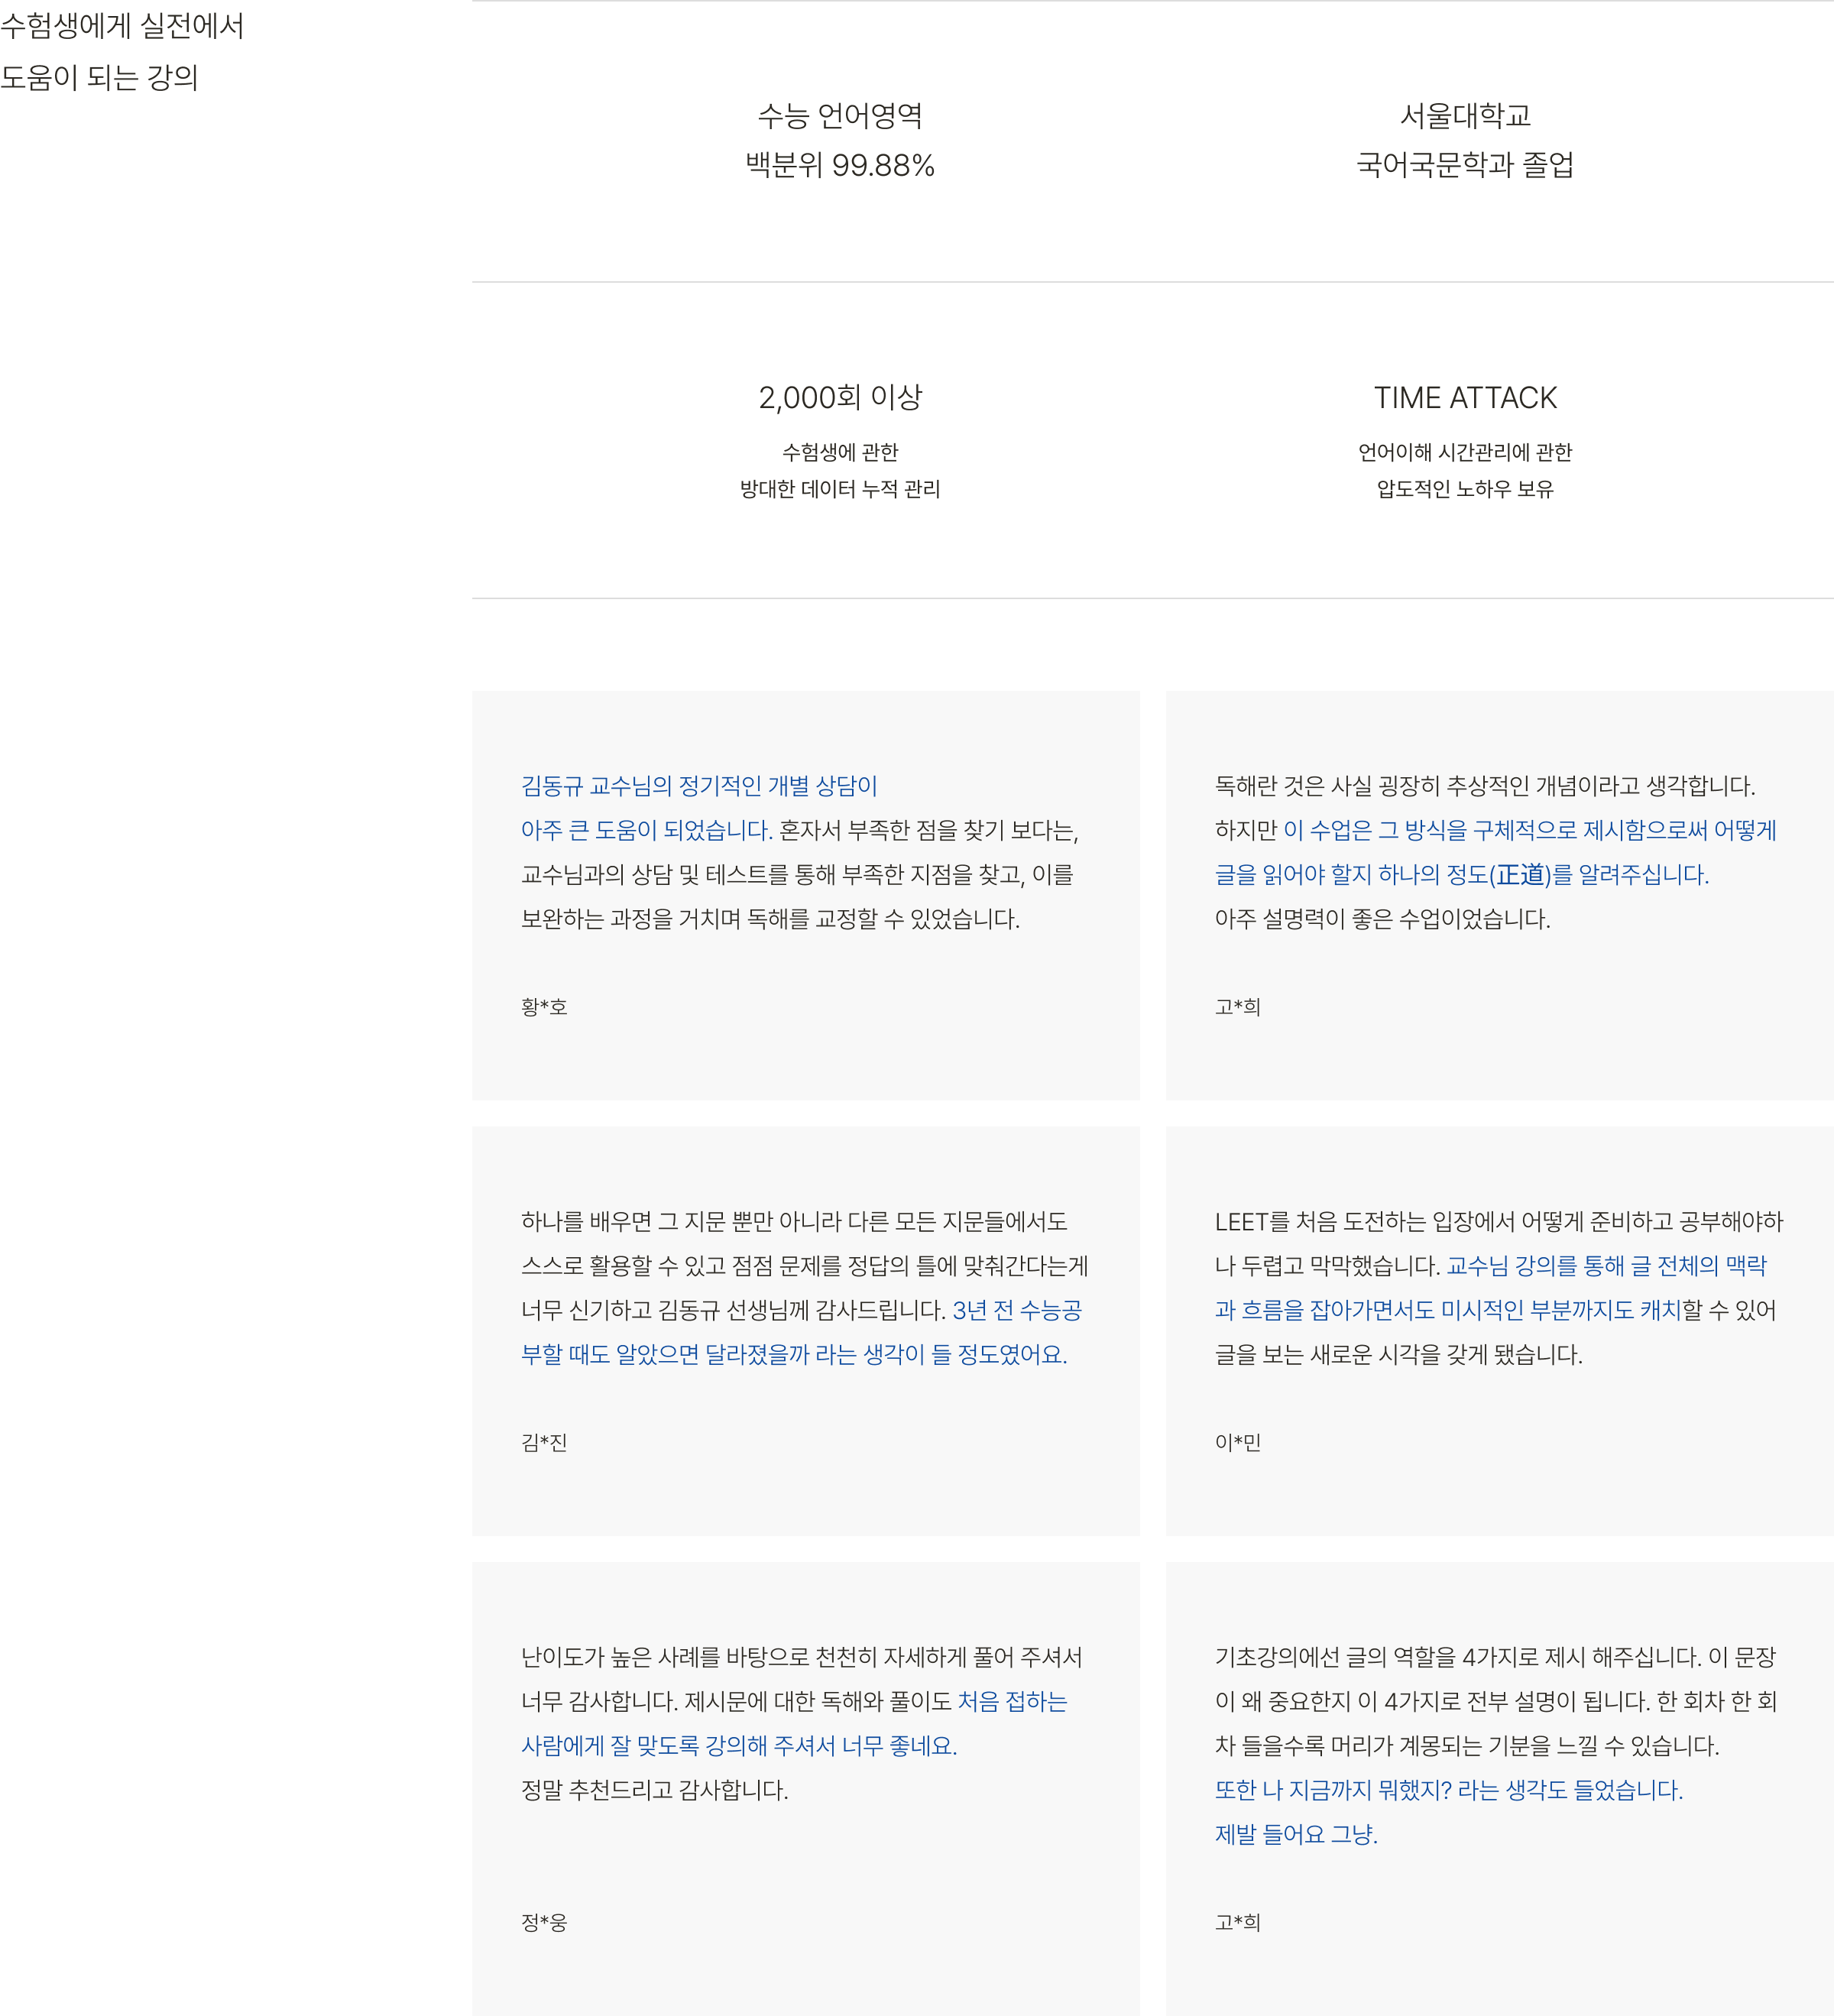 수험생에게 실전에서
도움이 되는 강의
수능 언어영역
백분위 99.88%
서울대학교
국어국문학과 졸업
2,000회 이상
수험생에 관한
방대한 데이터 누적 관리
TIME ATTACK
언어이해 시간관리에 관한
압도적인 노하우 보유
김동규 교수님의 정기적인 개별 상담이
아주 큰 도움이 되었습니다. 혼자서 부족한 점을 찾기 보다는,
교수님과의 상담 및 테스트를 통해 부족한 지점을 찾고, 이를
보완하는 과정을 거치며 독해를 교정할 수 있었습니다.
황*호
독해란 것은 사실 굉장히 추상적인 개념이라고 생각합니다.
하지만 이 수업은 그 방식을 구체적으로 제시함으로써 어떻게
글을 읽어야 할지 하나의 정도(正道)를 알려주십니다.
아주 설명력이 좋은 수업이었습니다.
고*희
하나를 배우면 그 지문 뿐만 아니라 다른 모든 지문들에서도
스스로 활용할 수 있고 점점 문제를 정답의 틀에 맞춰간다는게
너무 신기하고 김동규 선생님께 감사드립니다. 3년 전 수능공
부할 때도 알았으면 달라졌을까 라는 생각이 들 정도였어요.
김*진
LEET를 처음 도전하는 입장에서 어떻게 준비하고 공부해야하
나 두렵고 막막했습니다. 교수님 강의를 통해 글 전체의 맥락
과 흐름을 잡아가면서도 미시적인 부분까지도 캐치할 수 있어
글을 보는 새로운 시각을 갖게 됐습니다.
이*민
난이도가 높은 사례를 바탕으로 천천히 자세하게 풀어 주셔서
너무 감사합니다. 제시문에 대한 독해와 풀이도 처음 접하는
사람에게 잘 맞도록 강의해 주셔서 너무 좋네요.
정말 추천드리고 감사합니다.
정*웅
기초강의에선 글의 역할을 4가지로 제시 해주십니다. 이 문장
이 왜 중요한지 이 4가지로 전부 설명이 됩니다. 한 회차 한 회
차 들을수록 머리가 계몽되는 기분을 느낄 수 있습니다.
또한 나 지금까지 뭐했지? 라는 생각도 들었습니다.
제발 들어요 그냥.
고*희